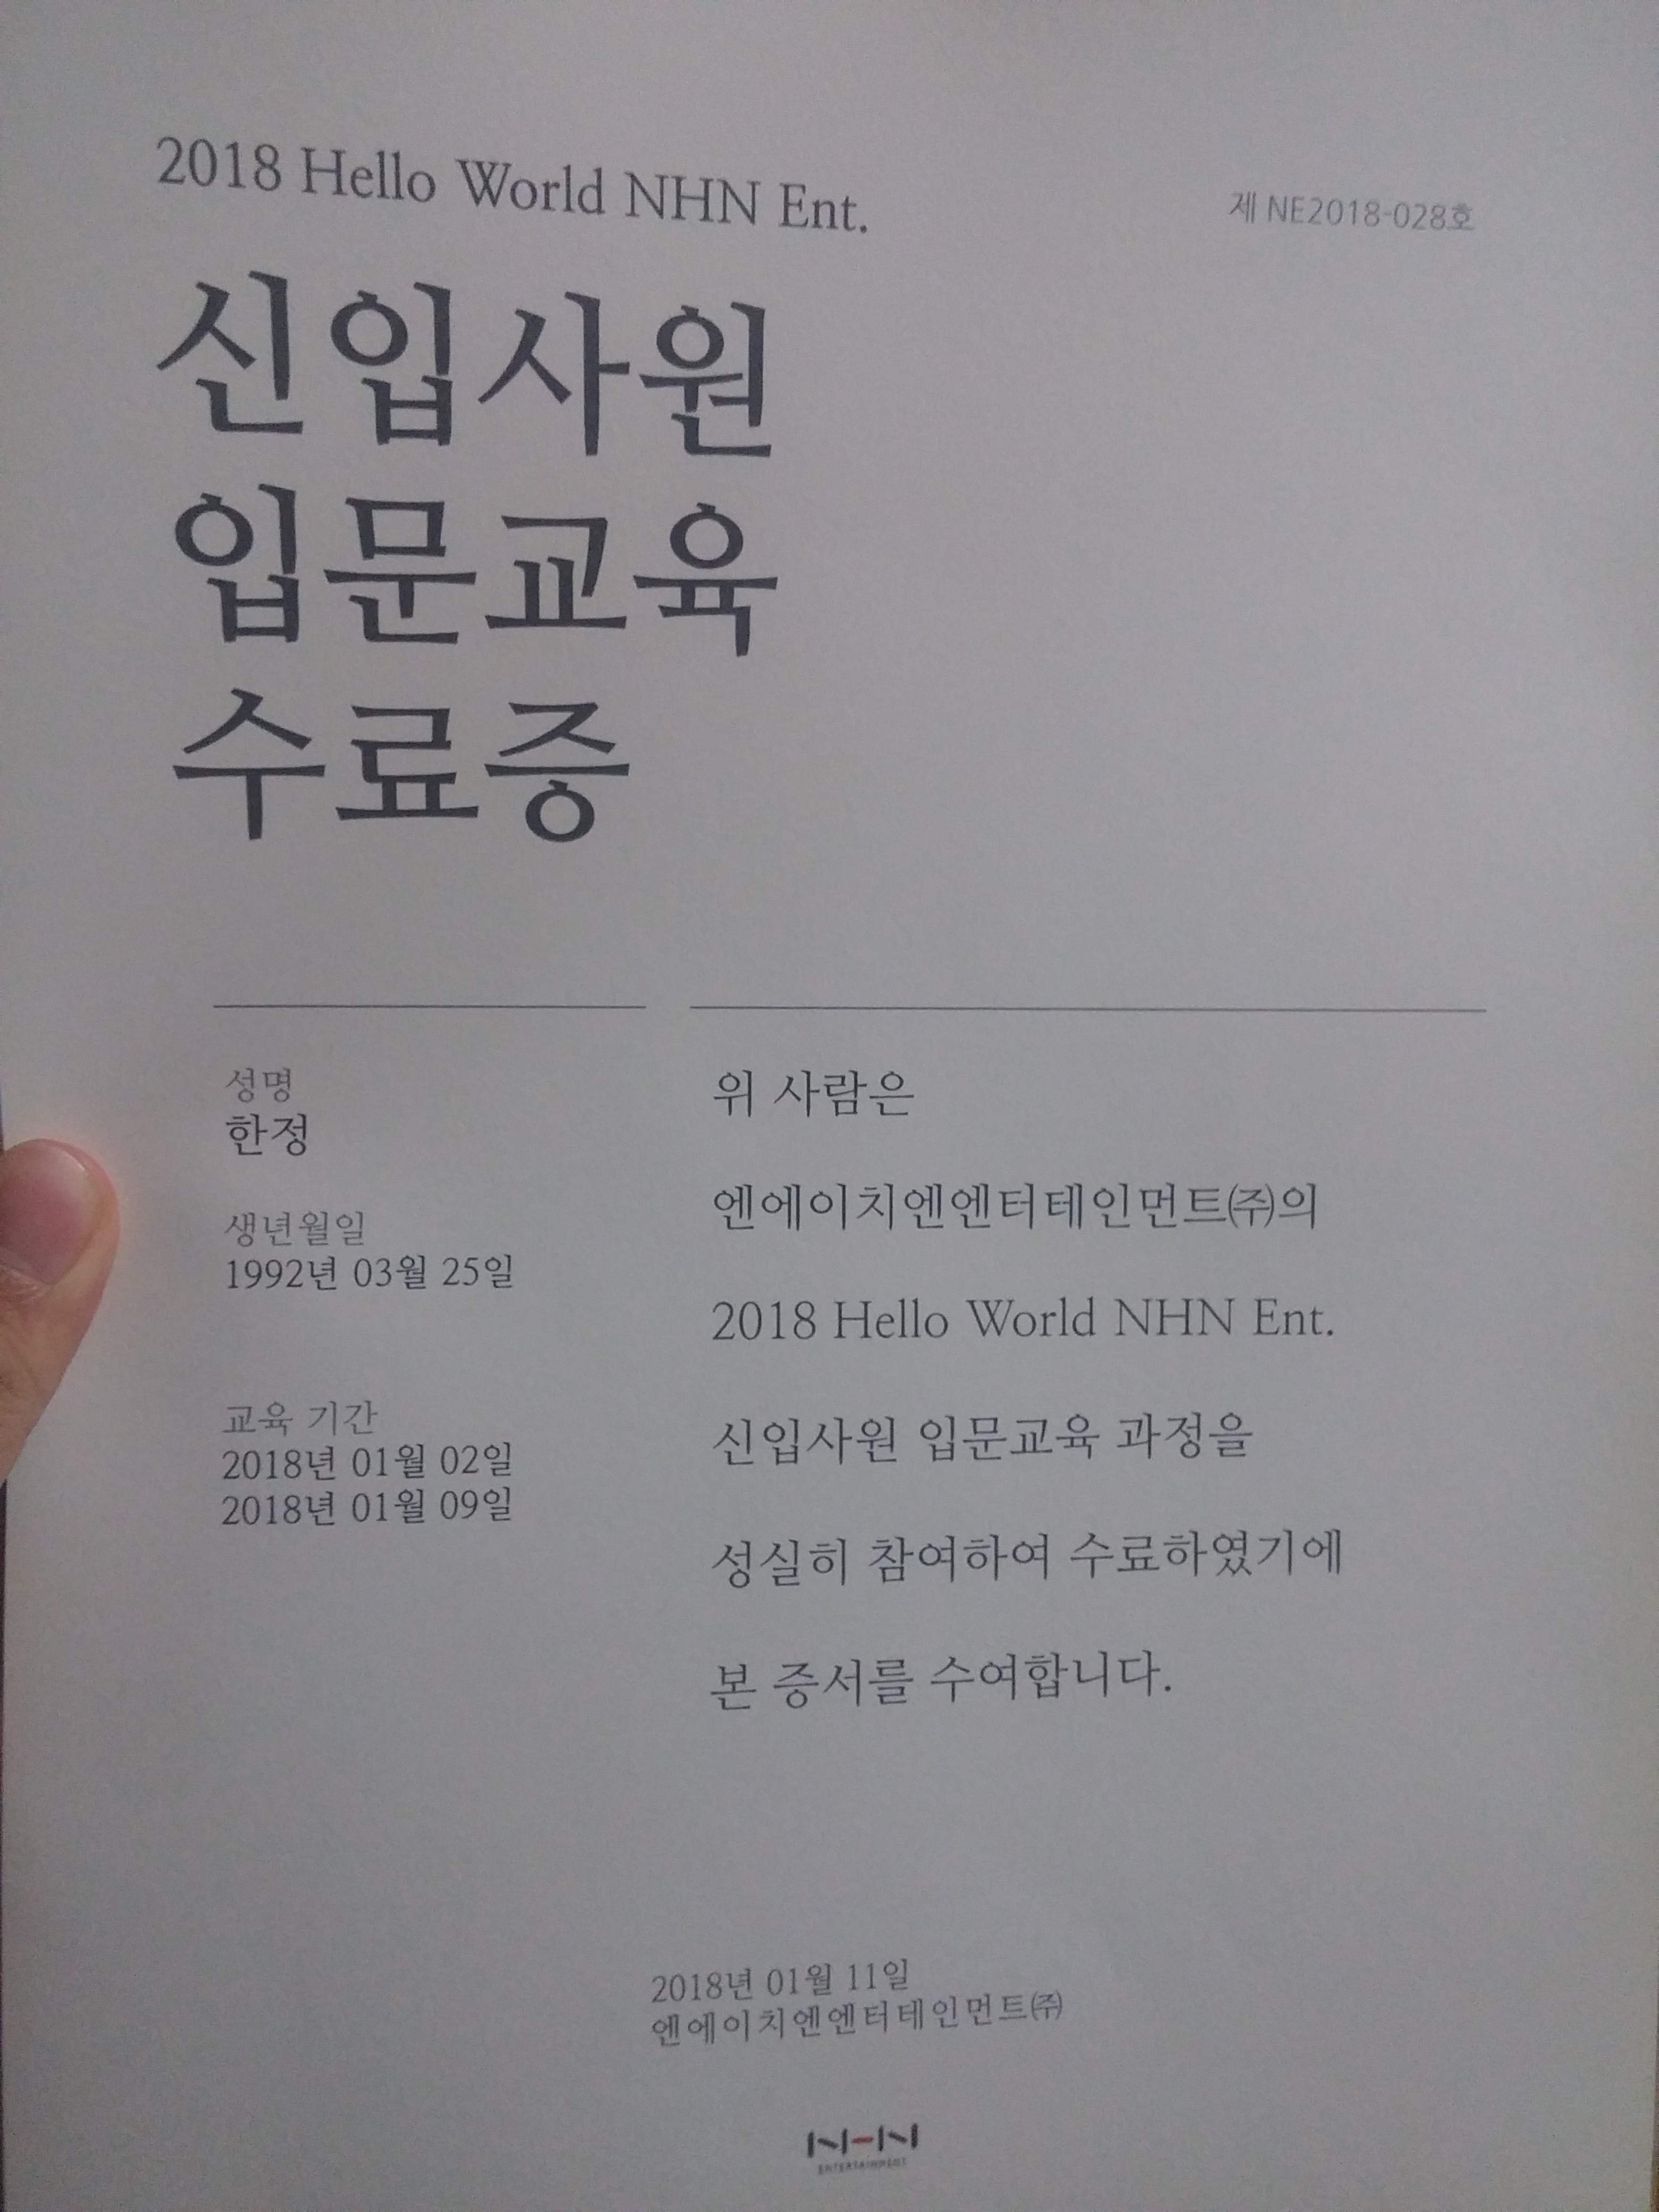 2018 Hello World NHN Ent.
제 NE2018-028호
신입사원
입문교육
수료증
성명
한정
생년월일
1992년 03월 25일
교육 기간
2018년 01월 02일
2018년 01월 09일
위 사람은
엔에이치엔엔터테인먼트㈜의
2018 Hello World NHN Ent.
신입사원 입문교육 과정을
성실히 참여하여 수료하였기에
본 증서를 수여합니다.
2018년 01월 11일
엔에이치엔엔터테인먼트㈜
NHN
ENTERTAINMENT